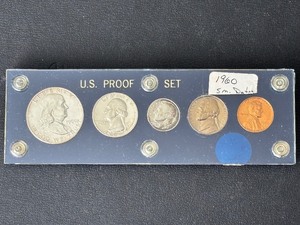 U.S. PROOF SET
1960
sm. Date